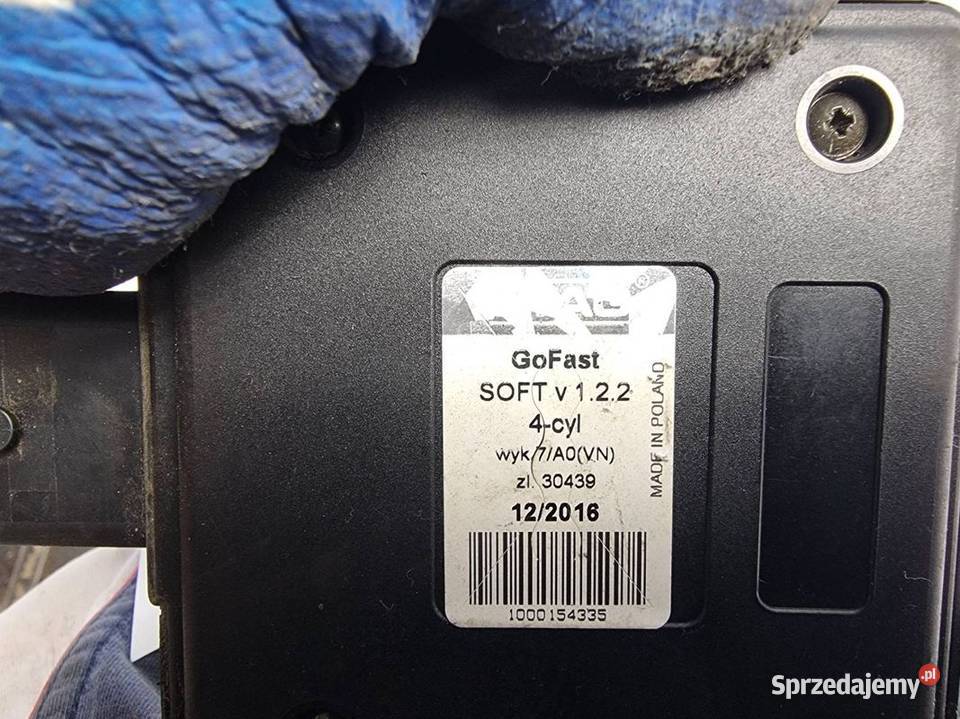 GoFast
SOFT v 1.2.2
4-cyl
wyk.7/A0(VN)
zl. 30439
12/2016
1000154335
MADE IN POLAND
Sprzedajemy.pl